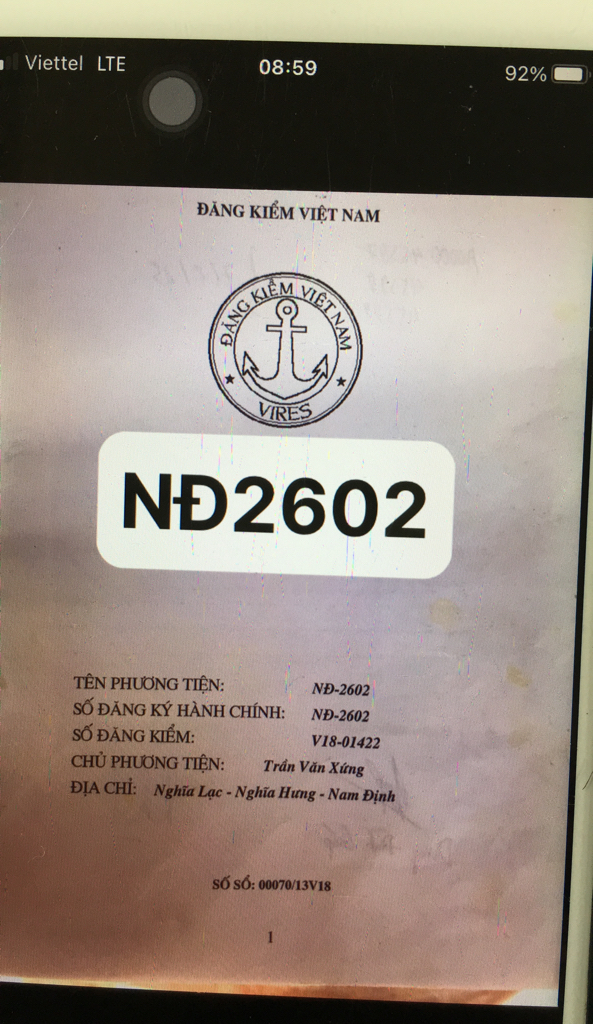 Viettel LTE 08:59 92%
ĐĂNG KIỂM VIỆT NAM
ĐĂNG KIỂM VIỆT NAM
VIRES
NĐ2602
TÊN PHƯƠNG TIỆN: NĐ-2602
SỐ ĐĂNG KÝ HÀNH CHÍNH: NĐ-2602
SỐ ĐĂNG KIỂM: V18-01422
CHỦ PHƯƠNG TIỆN: Trần Văn Xứng
ĐỊA CHỈ: Nghĩa Lạc - Nghĩa Hưng - Nam Định
SỐ SỔ: 00070/13V18
1